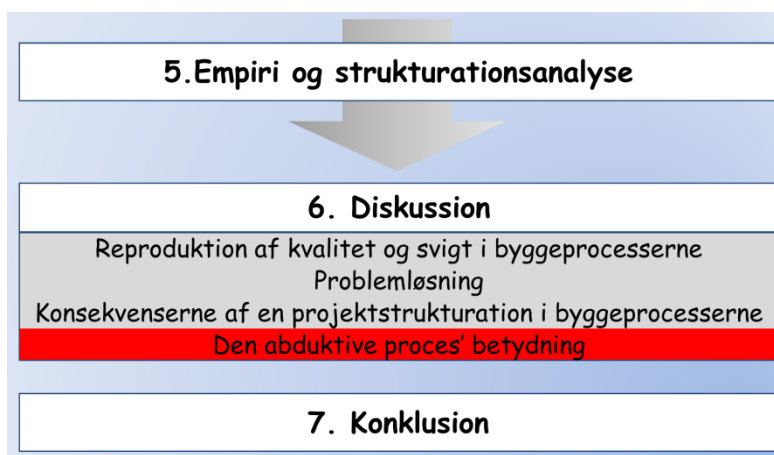 5.Empiri og strukturationsanalyse
6. Diskussion
Reproduktion af kvalitet og svigt i byggeprocesserne
Problemløsning
Konsekvenserne af en projektstrukturation i byggeprocesserne
Den abduktive proces' betydning
7. Konklusion